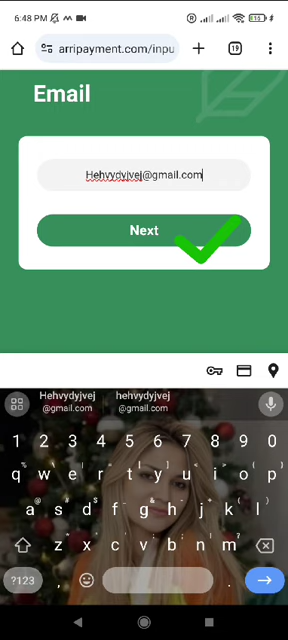 6:48 PM
16
arripayment.com/inpu
19
Email
Hehvydyjvej@gmail.com
Next
Hehvydyjvej
@gmail.com
hehvydyjvej
@gmail.com
1 2 3 4 5 6 7 8 9 0
q w e r t y u i o p
a s d f g h j k l
z x c v b n m
?123 , .